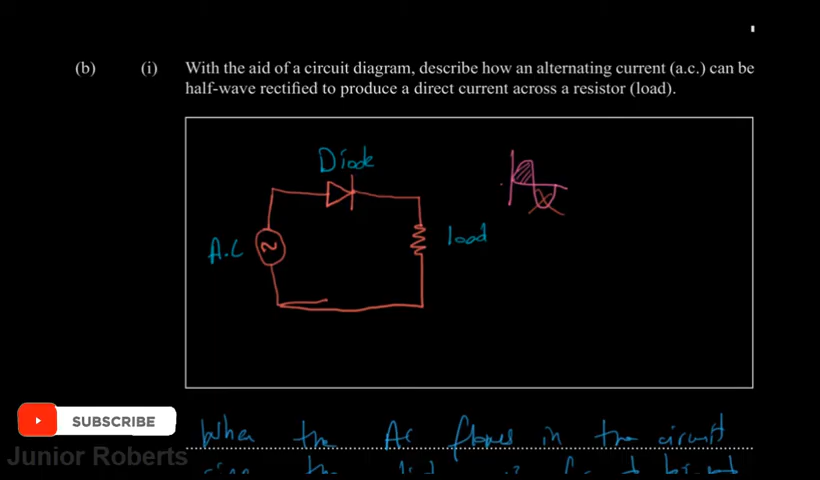 (b) (i) With the aid of a circuit diagram, describe how an alternating current (a.c.) can be
half-wave rectified to produce a direct current across a resistor (load).
Diode
A.C
load
SUBSCRIBE
When the Ac flows in the circuit
Junior Roberts